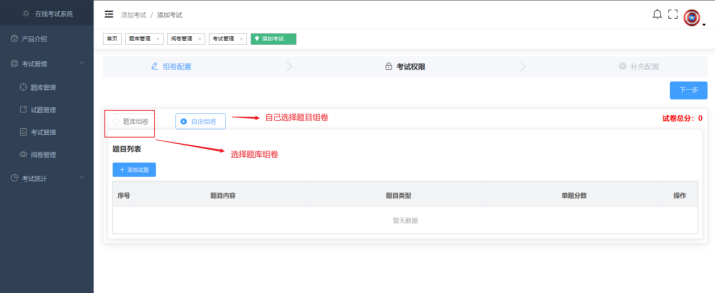 在线考试系统
产品介绍
考试管理
题库管理
试题管理
考试管理
阅卷管理
考试统计
添加考试 / 添加考试
首页
题库管理 ×
阅卷管理 ×
考试管理 ×
添加考试
组卷配置
考试权限
补充配置
下一步
题库组卷
自由组卷
自己选择题目组卷
试卷总分：0
选择题库组卷
题目列表
+ 添加试题
序号 题目内容 题目类型 单题分数 操作
暂无数据